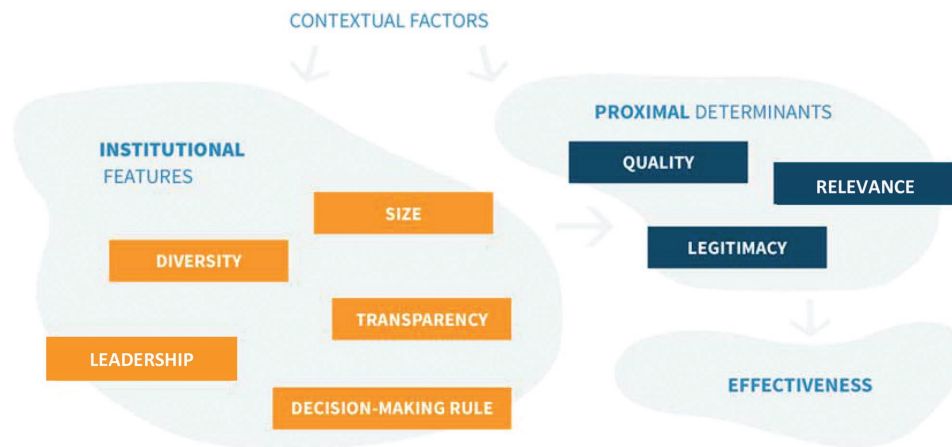 CONTEXTUAL FACTORS
INSTITUTIONAL
FEATURES
SIZE
DIVERSITY
TRANSPARENCY
LEADERSHIP
DECISION-MAKING RULE
PROXIMAL DETERMINANTS
QUALITY
RELEVANCE
LEGITIMACY
EFFECTIVENESS